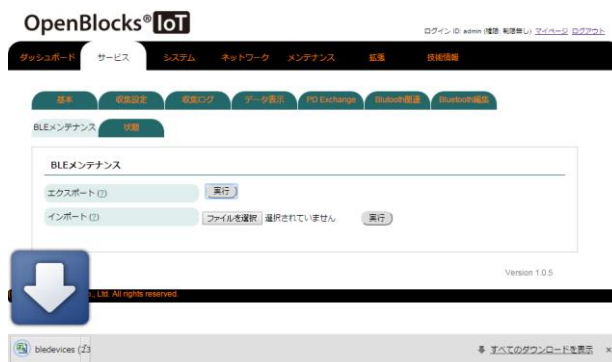 OpenBlocks® IoT
ログイン ID: admin (権限: 制限無し) マイページ ログアウト
ダッシュボード サービス システム ネットワーク メンテナンス 拡張 技術情報
基本 収集設定 収集ログ データ表示 PD Exchange Blutooth関連 Bluetooth編集
BLEメンテナンス 状態
BLEメンテナンス
エクスポート (?) 実行
インポート (?) ファイルを選択 選択されていません 実行
Version 1.0.5
, Ltd. All rights reserved.
bledevices ( すべてのダウンロードを表示 ×